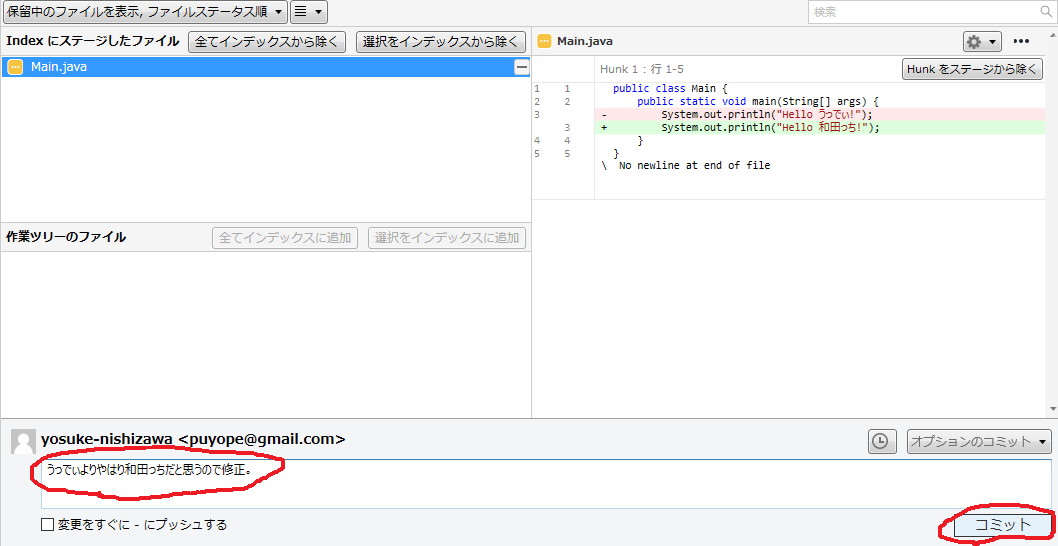 保留中のファイルを表示, ファイルステータス順
検索
Index にステージしたファイル 全てインデックスから除く 選択をインデックスから除く
Main.java
作業ツリーのファイル 全てインデックスに追加 選択をインデックスに追加
Main.java
Hunk 1 : 行 1-5 Hunk をステージから除く
1 1 public class Main {
2 2 public static void main(String[] args) {
3 - System.out.println("Hello うっでぃ!");
3 + System.out.println("Hello 和田っち!");
4 4 }
5 5 }
\ No newline at end of file
yosuke-nishizawa <puyope@gmail.com> オプションのコミット
うっでぃよりやはり和田っちだと思うので修正。
変更をすぐに - にプッシュする コミット